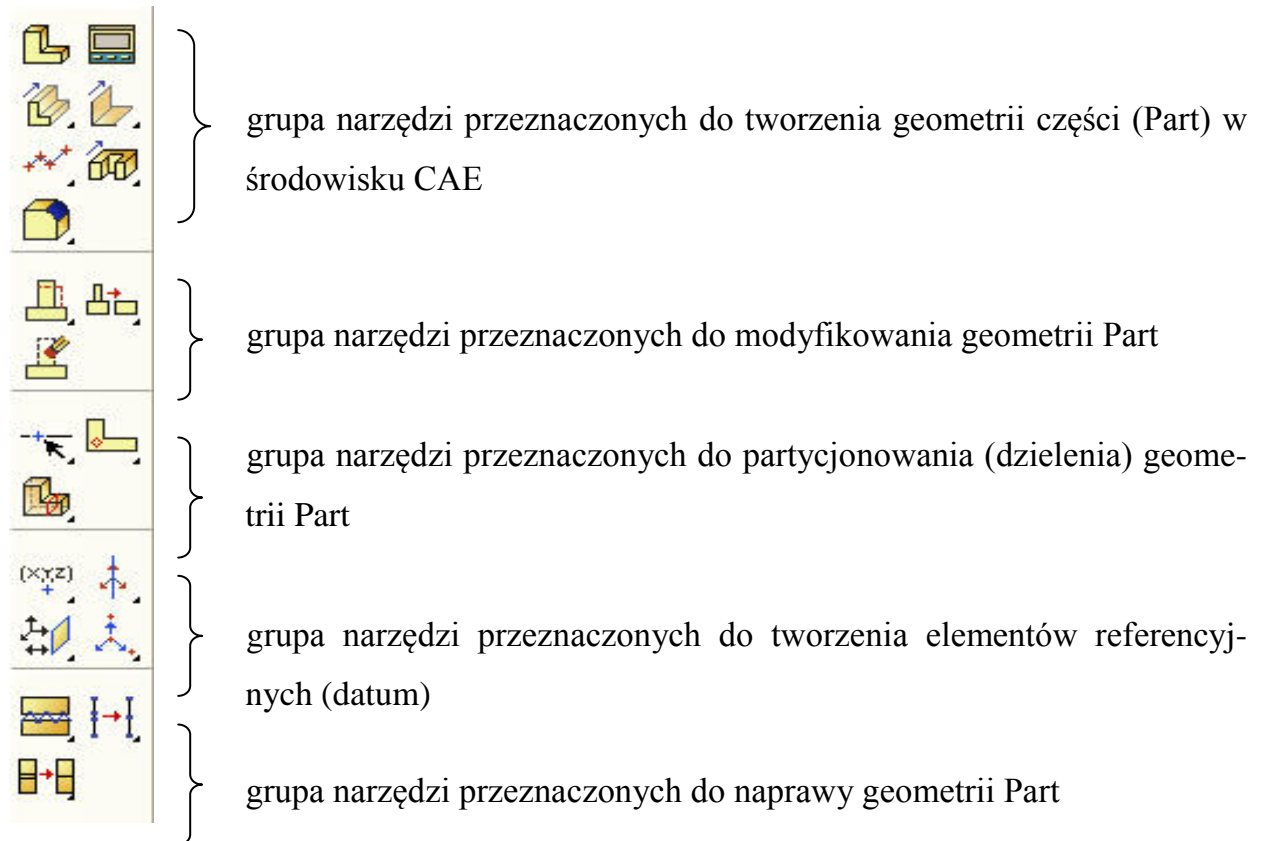 grupa narzędzi przeznaczonych do tworzenia geometrii części (Part) w
środowisku CAE
grupa narzędzi przeznaczonych do modyfikowania geometrii Part
grupa narzędzi przeznaczonych do partycjonowania (dzielenia) geome-
trii Part
(XYZ)
grupa narzędzi przeznaczonych do tworzenia elementów referencyj-
nych (datum)
grupa narzędzi przeznaczonych do naprawy geometrii Part